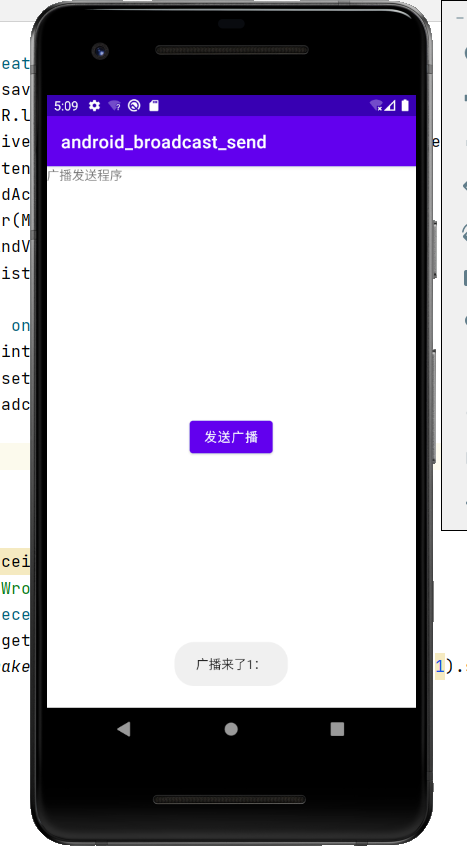 5:09
android_broadcast_send
广播发送程序
发送广播
广播来了1:
eat
sav
R.l
ive
e
ten
dAc
r(M
ndV
ist
on
int
set
adc
cei
Wro
ece
get
ake
1).